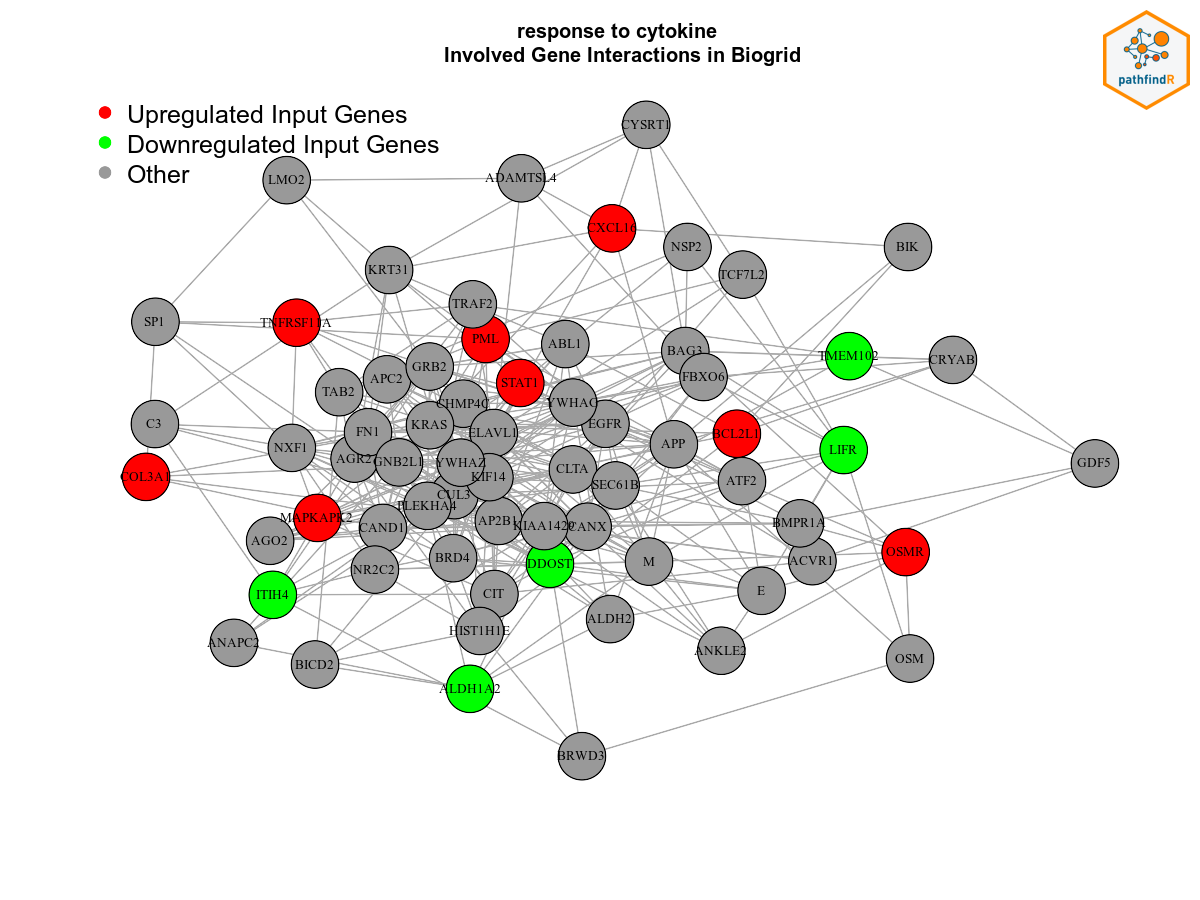 response to cytokine
Involved Gene Interactions in Biogrid
pathfindR
Upregulated Input Genes
Downregulated Input Genes
Other
CYSRT1
LMO2
ADAMTSL4
CXCL16
NSP2
BIK
KRT31
TCF7L2
TRAF2
SP1
TNFRSF11A
PML
ABL1
BAG3
TMEM102
CRYAB
GRB2
APC2
STAT1
FBXO6
TAB2
CHMP4C
YWHAG
C3
KRAS
EGFR
FN1
ELAVL1
BCL2L1
APP
LIFR
NXF1
AGR2
GNB2L1
YWHAZ
GDF5
CLTA
COL3A1
KIF14
SEC61B
ATF2
CUL3
PLEKHA4
MAPKAPK2
AP2B1
BMPR1A
CAND1
KIAA1429
CANX
AGO2
OSMR
BRD4
DDOST
M
ACVR1
NR2C2
ITIH4
CIT
E
ALDH2
HIST1H1E
ANAPC2
ANKLE2
BICD2
OSM
ALDH1A2
BRWD3